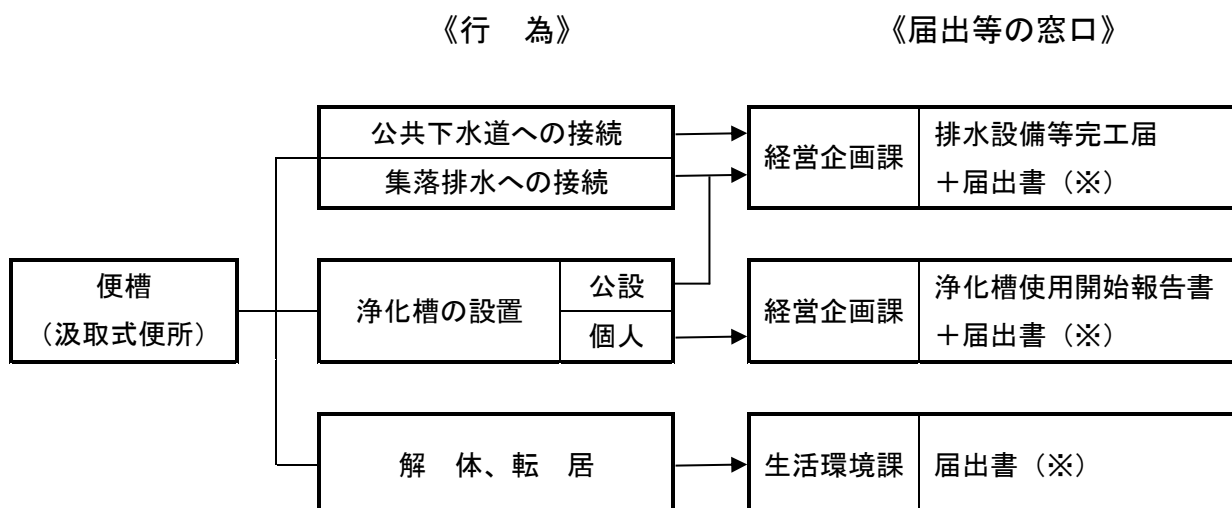 《行　為》
《届出等の窓口》
公共下水道への接続
集落排水への接続
経営企画課
排水設備等完工届
＋届出書（※）
便槽
（汲取式便所）
浄化槽の設置
公設
個人
経営企画課
浄化槽使用開始報告書
＋届出書（※）
解　体、転　居
生活環境課
届出書（※）